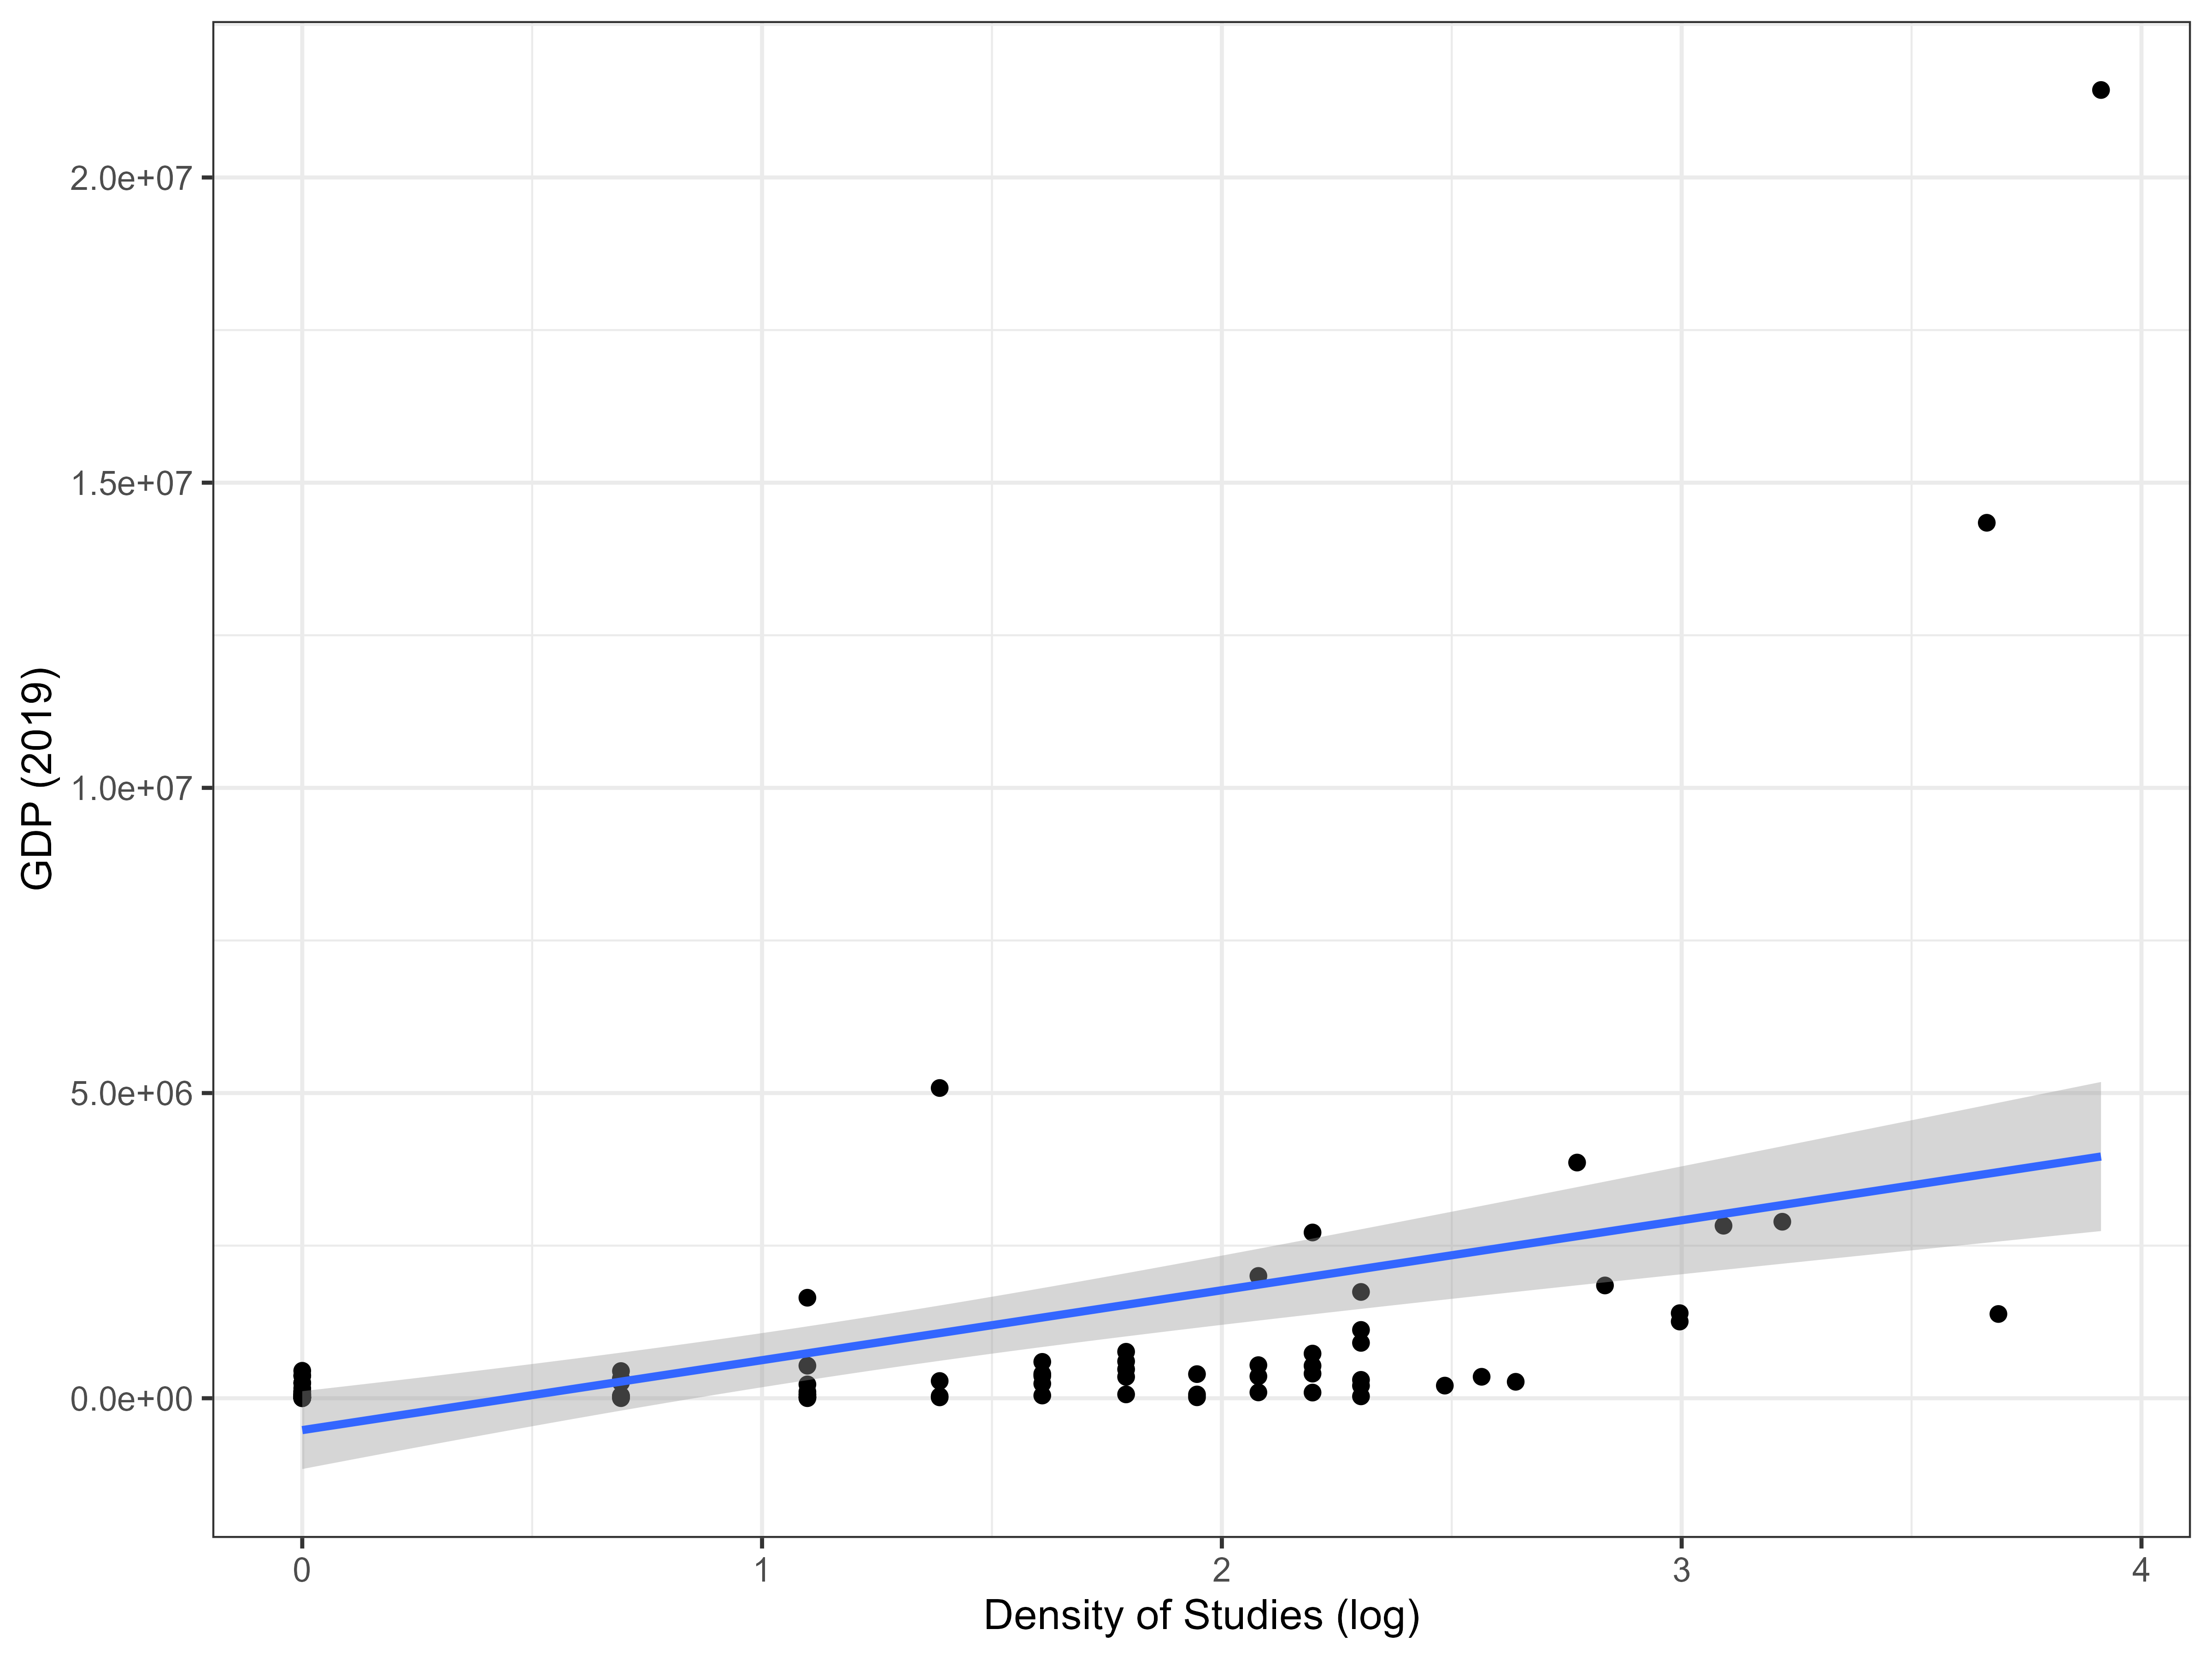 GDP (2019)
2.0e+07
1.5e+07
1.0e+07
5.0e+06
0.0e+00
0 1 2 3 4
Density of Studies (log)